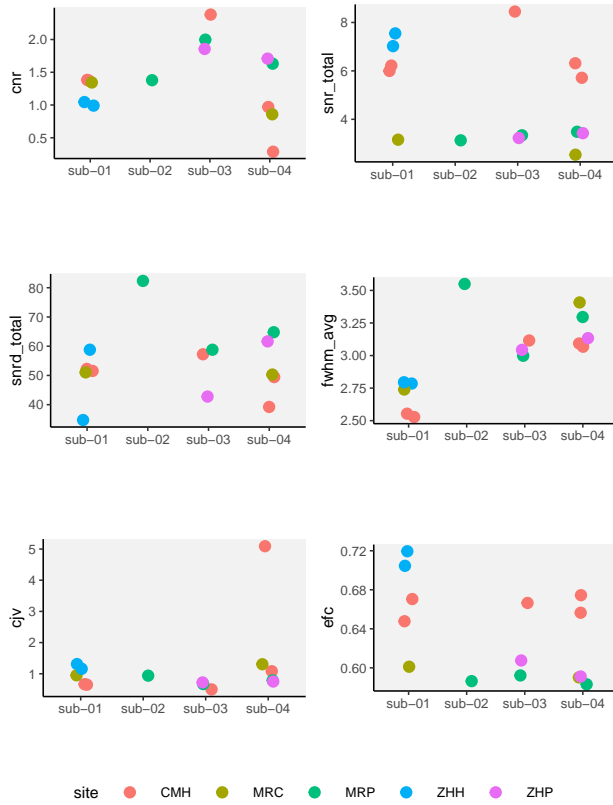 cnr
2.0
1.5
1.0
0.5
sub−01 sub−02 sub−03 sub−04
snr_total
8
6
4
sub−01 sub−02 sub−03 sub−04
snrd_total
80
70
60
50
40
sub−01 sub−02 sub−03 sub−04
fwhm_avg
3.50
3.25
3.00
2.75
2.50
sub−01 sub−02 sub−03 sub−04
cjv
5
4
3
2
1
sub−01 sub−02 sub−03 sub−04
efc
0.72
0.68
0.64
0.60
sub−01 sub−02 sub−03 sub−04
site CMH MRC MRP ZHH ZHP